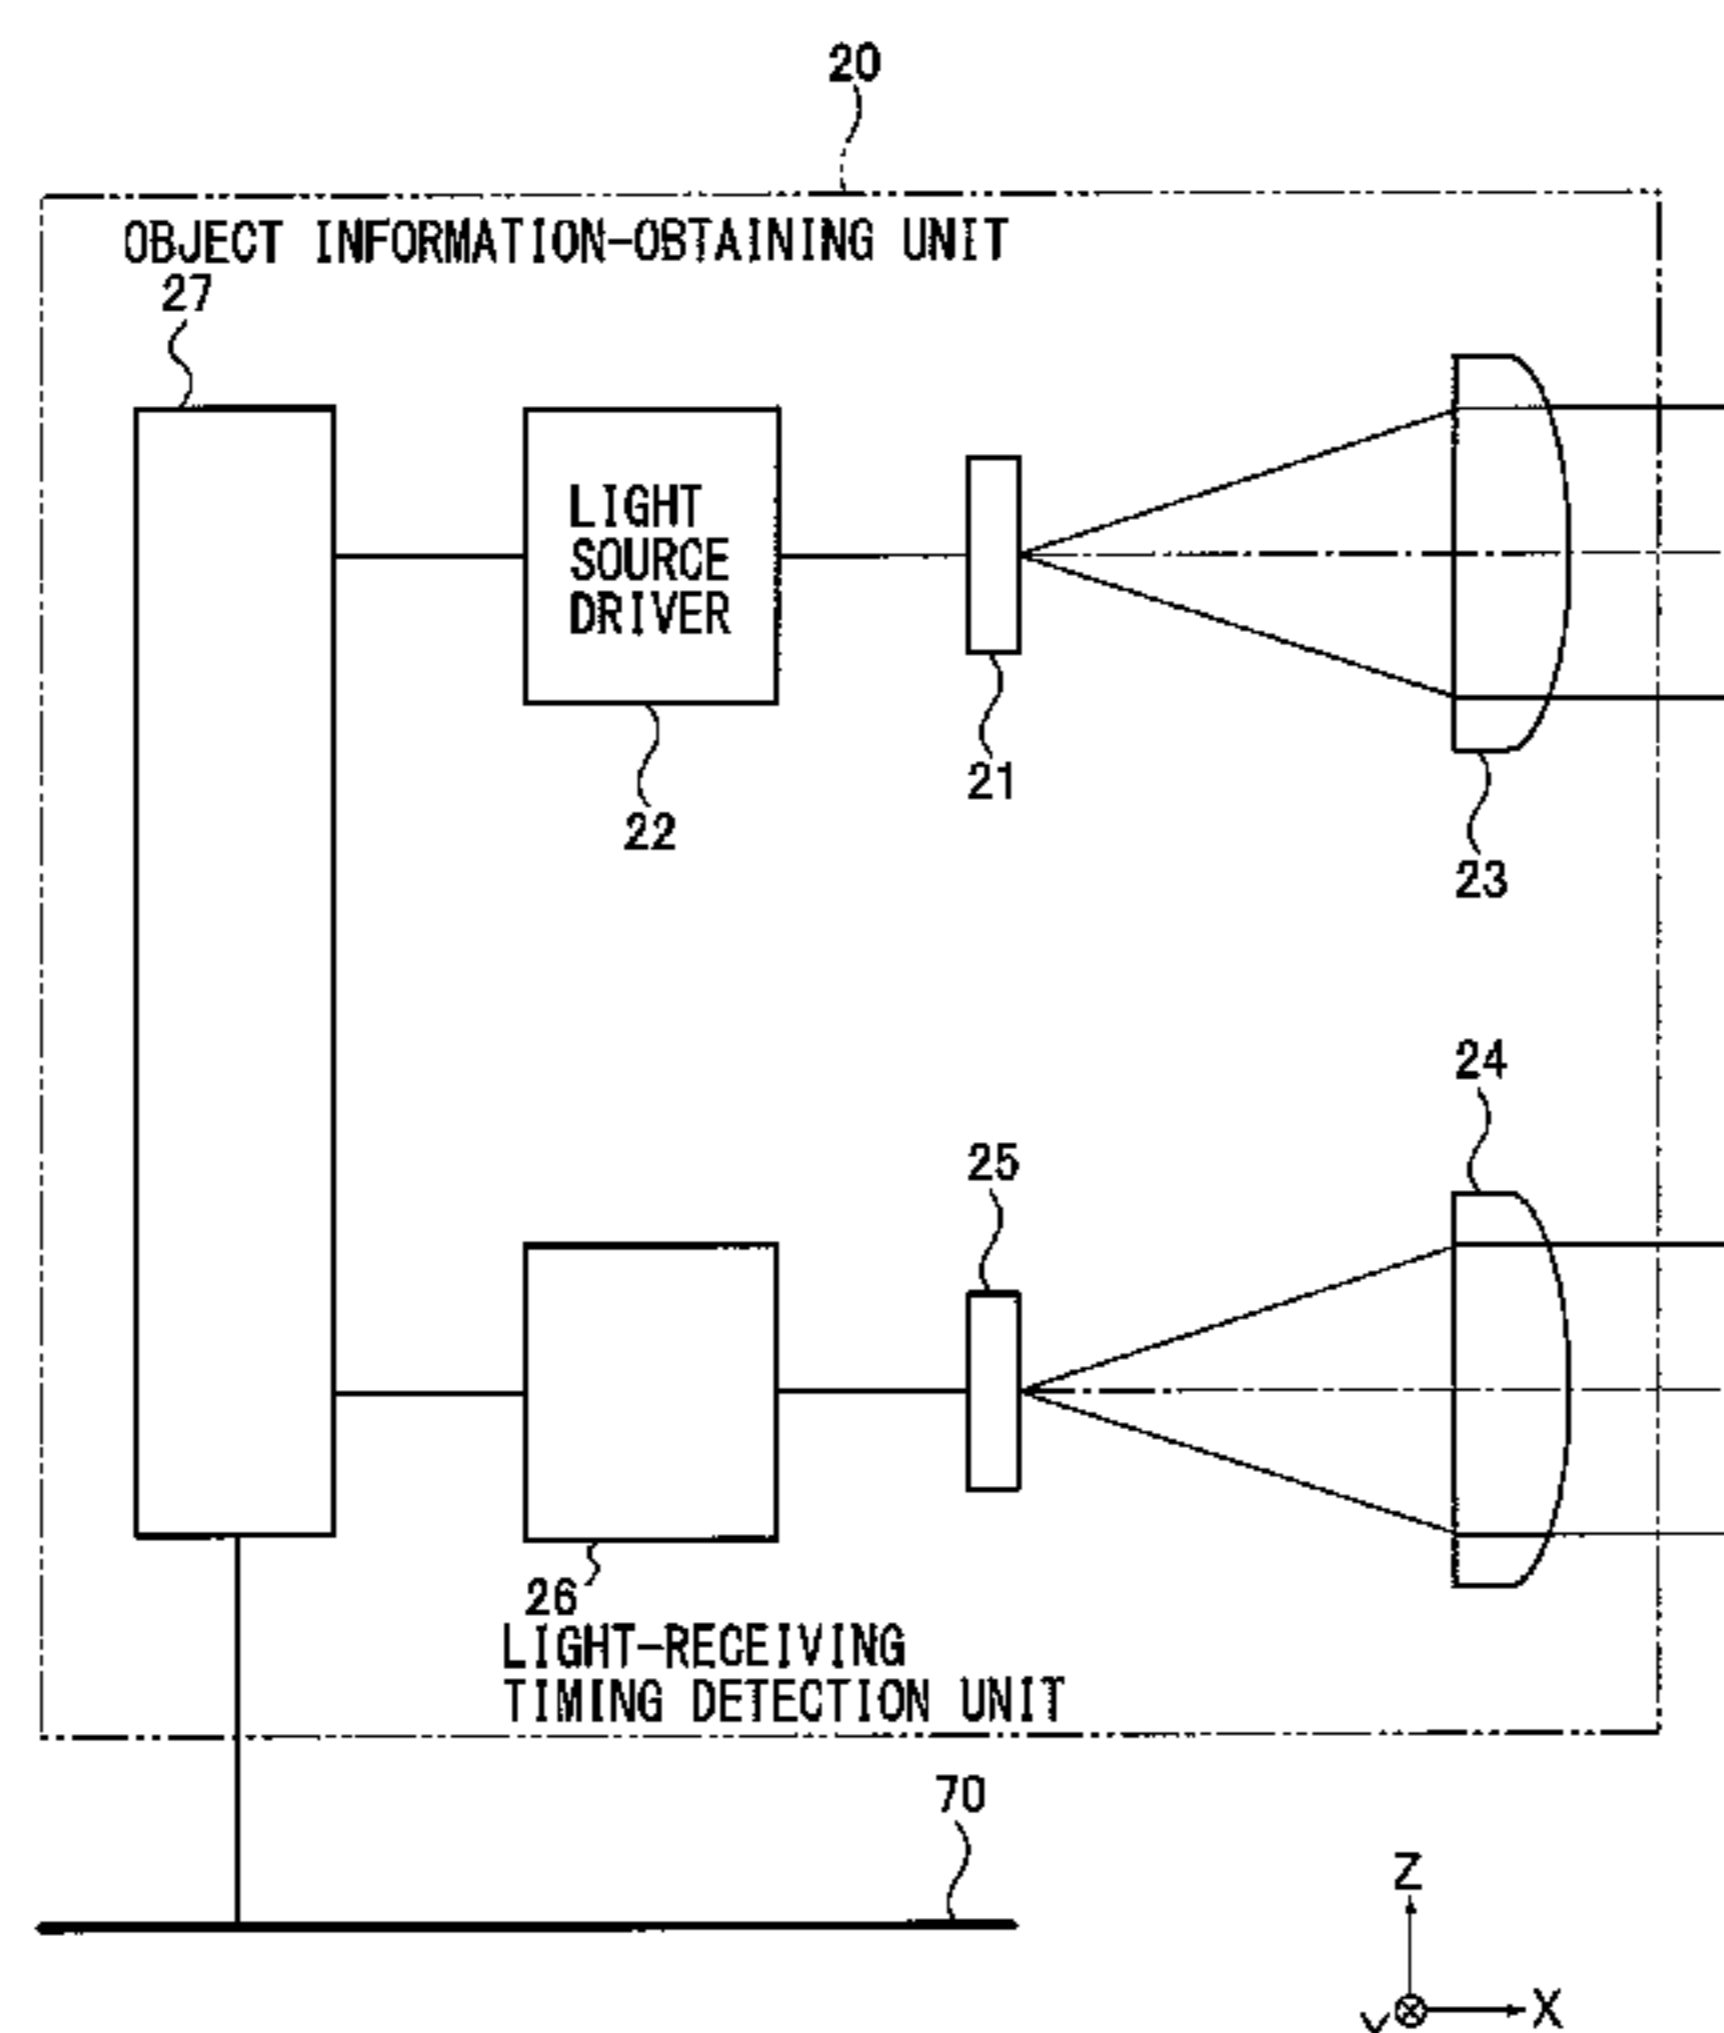 20
OBJECT INFORMATION-OBTAINING UNIT
27
LIGHT
SOURCE
DRIVER
21
22
23
24
25
26
LIGHT-RECEIVING
TIMING DETECTION UNIT
70
Z
X